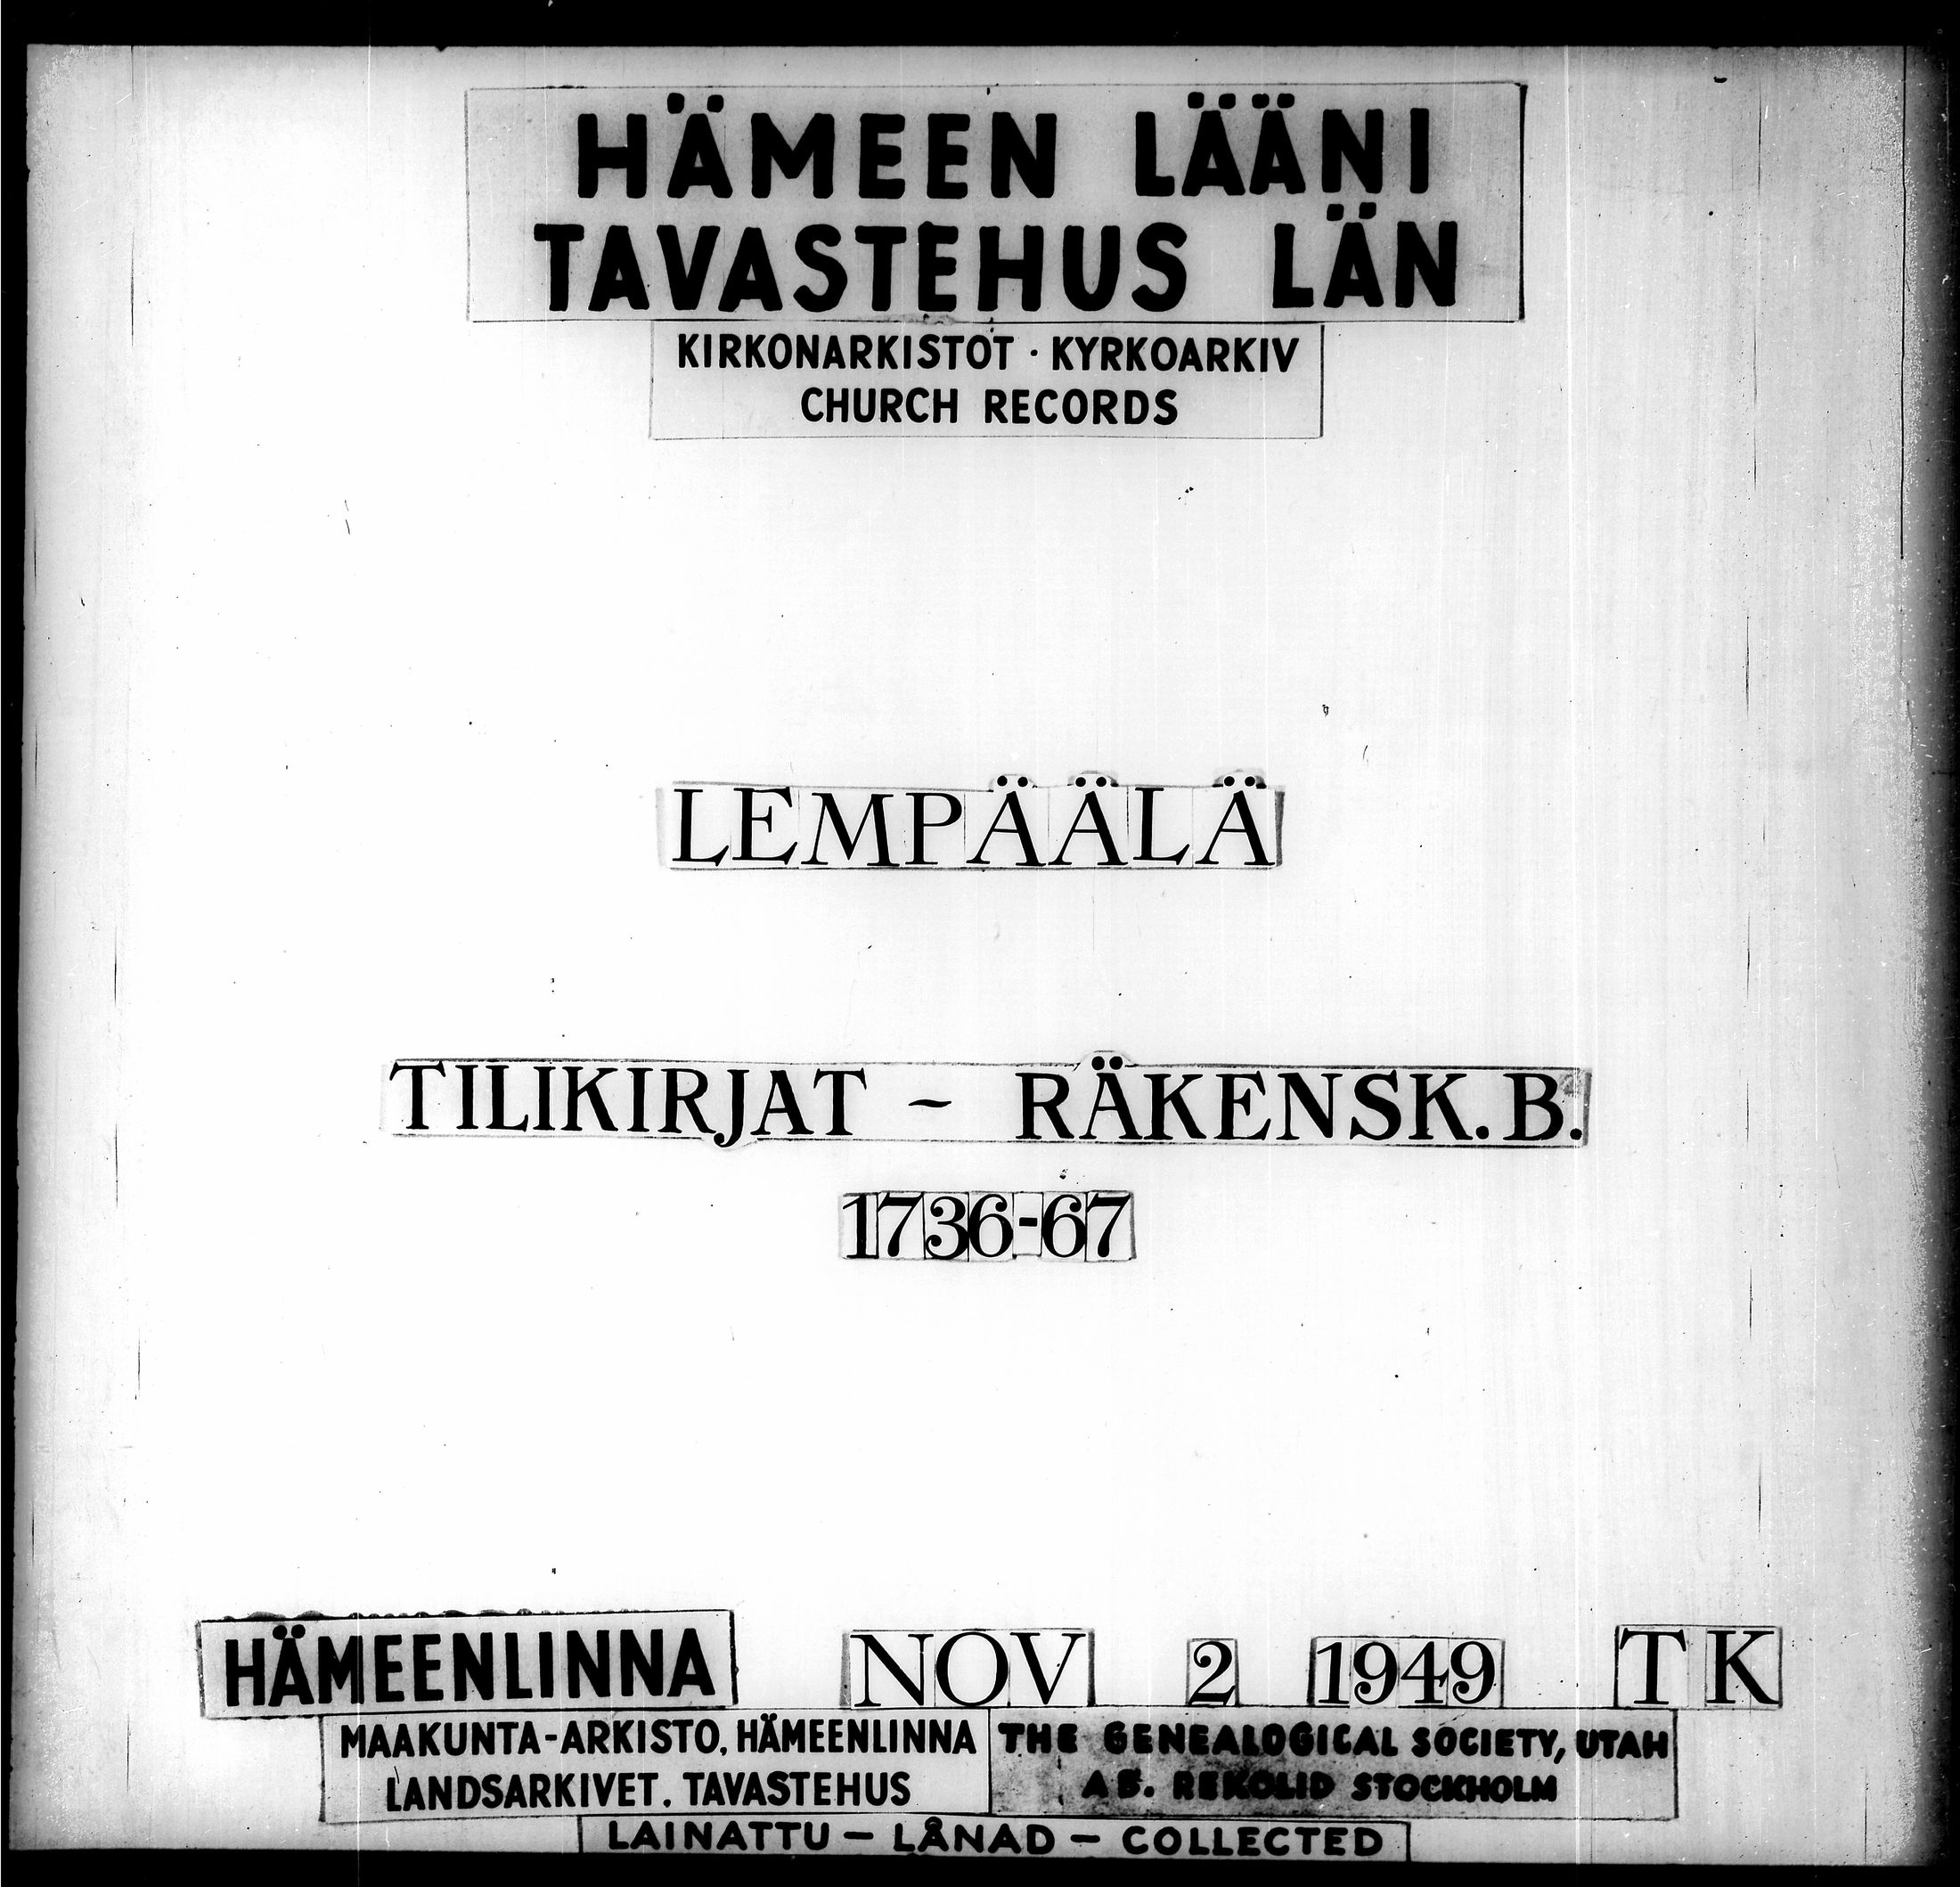 HÄMEEN LÄÄNI
TAVASTEHUS LÄN
KIRKONARKISTOT · KYRKOARKIV
CHURCH RECORDS
LEMPÄÄLÄ
TILIKIRJAT - RÄKENSK. B.
1736-67
HÄMEENLINNA NOV 2 1949 TK
MAAKUNTA-ARKISTO, HÄMEENLINNA
LANDSARKIVET. TAVASTEHUS
THE GENEALOGICAL SOCIETY, UTAH
AB. REKOLID STOCKHOLM
LAINATTU – LÅNAD – COLLECTED